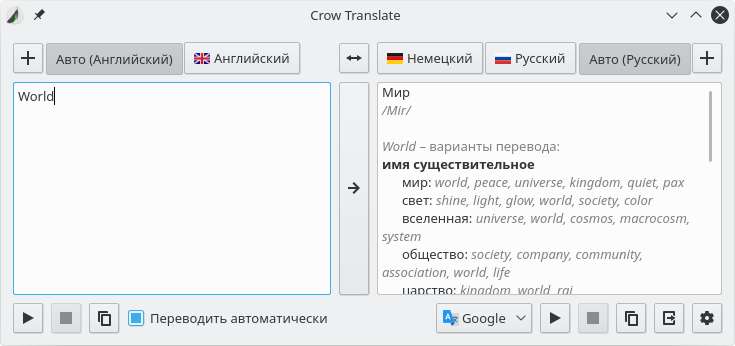 Crow Translate
Авто (Английский) Английский Немецкий Русский Авто (Русский)
World
Мир
/Mir/
World – варианты перевода:
имя существительное
мир: world, peace, universe, kingdom, quiet, pax
свет: shine, light, glow, world, society, color
вселенная: universe, world, cosmos, macrocosm,
system
общество: society, company, community,
association, world, life
царство: kingdom, world, rai
Переводить автоматически Google